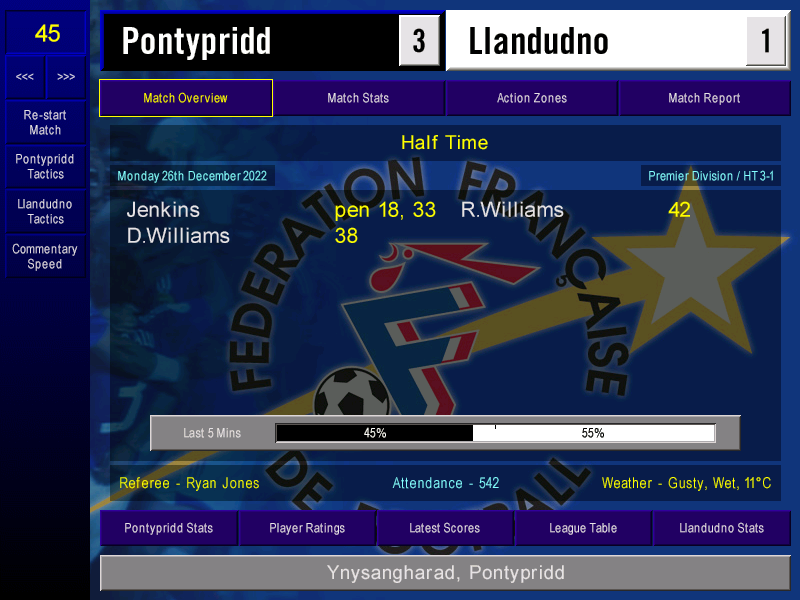 45
Pontypridd 3 Llandudno 1
<<< >>>
Match Overview Match Stats Action Zones Match Report
Re-start
Match
Half Time
Pontypridd
Tactics
Monday 26th December 2022 Premier Division / HT 3-1
Llandudno
Tactics
Jenkins pen 18, 33 R.Williams 42
D.Williams 38
Commentary
Speed
FEDERATION FRANÇAISE
DE FOOTBALL
Last 5 Mins 45% 55%
Referee - Ryan Jones Attendance - 542 Weather - Gusty, Wet, 11°C
Pontypridd Stats Player Ratings Latest Scores League Table Llandudno Stats
Ynysangharad, Pontypridd